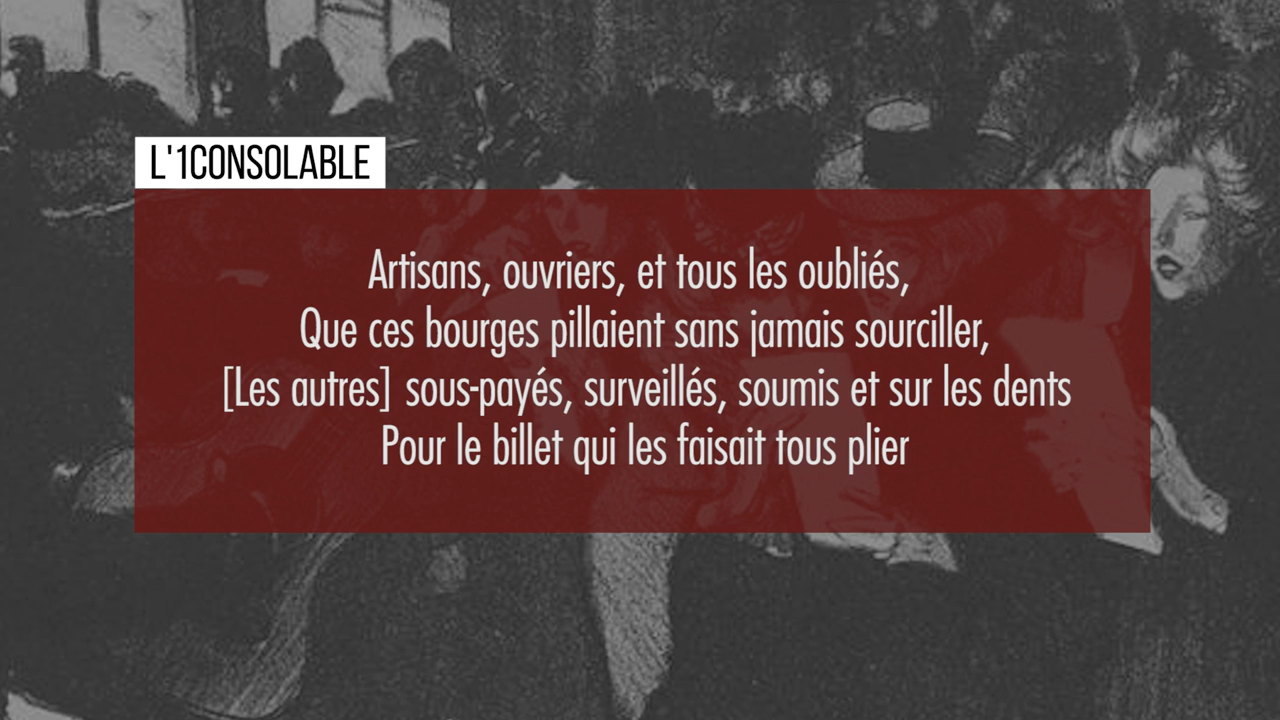 L'1CONSOLABLE
Artisans, ouvriers, et tous les oubliés,
Que ces bourges pillaient sans jamais sourciller,
[Les autres] sous-payés, surveillés, soumis et sur les dents
Pour le billet qui les faisait tous plier